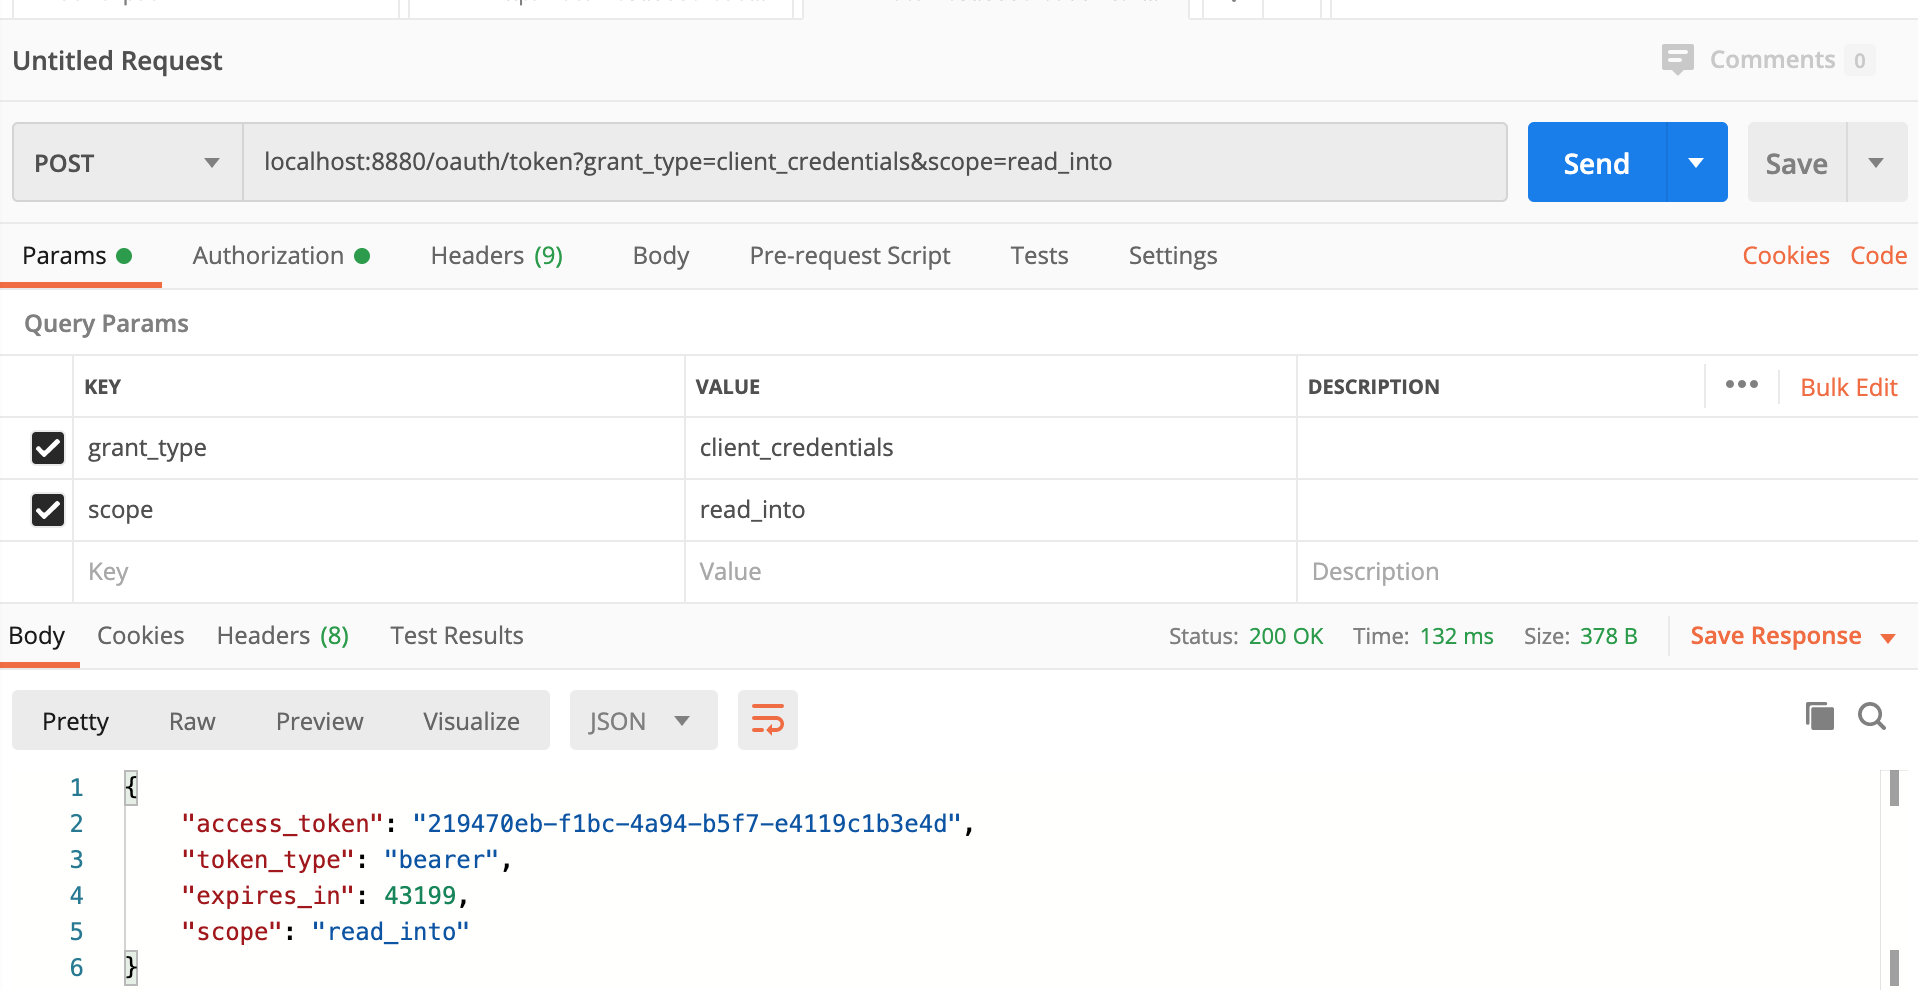 Untitled Request
Comments 0
POST localhost:8880/oauth/token?grant_type=client_credentials&scope=read_into Send Save
Params Authorization Headers (9) Body Pre-request Script Tests Settings Cookies Code
Query Params
KEY VALUE DESCRIPTION ••• Bulk Edit
grant_type client_credentials
scope read_into
Key Value Description
Body Cookies Headers (8) Test Results Status: 200 OK Time: 132 ms Size: 378 B Save Response
Pretty Raw Preview Visualize JSON
1 {
2 "access_token": "219470eb-f1bc-4a94-b5f7-e4119c1b3e4d",
3 "token_type": "bearer",
4 "expires_in": 43199,
5 "scope": "read_into"
6 }